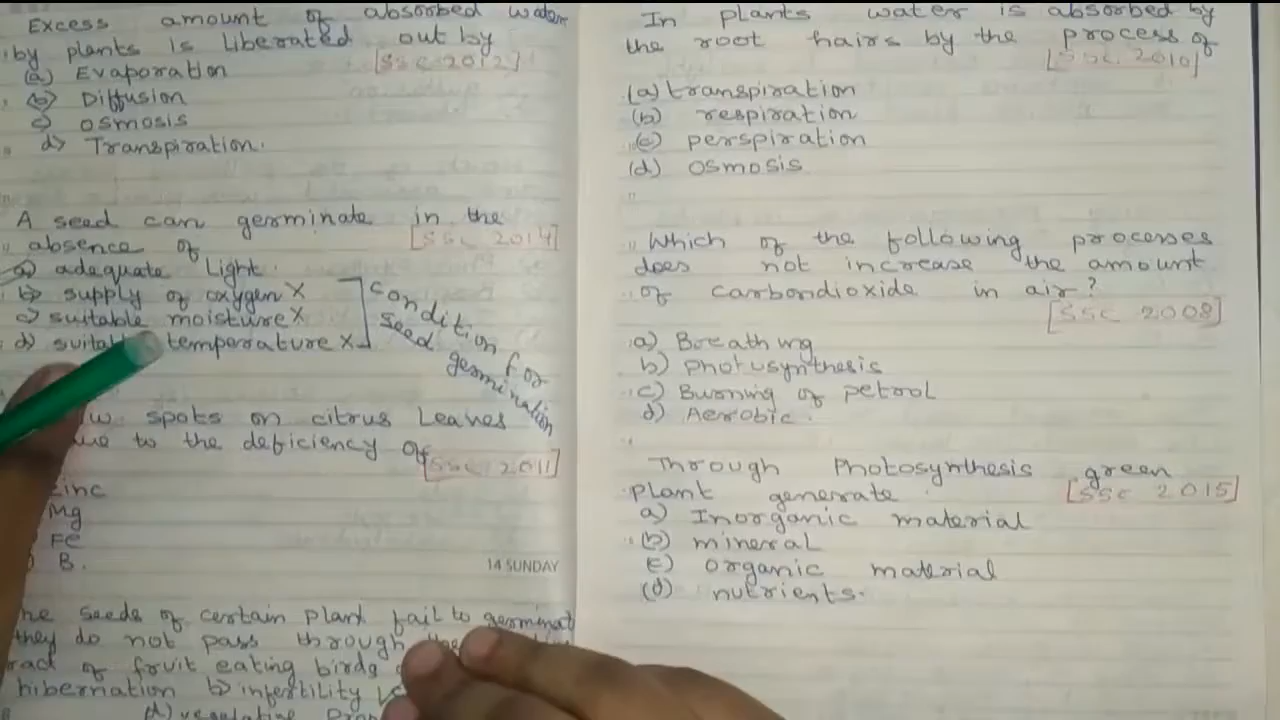 Excess amount of absorbed water
by plants is liberated out by
[SSC 2012]
(a) Evaporation
(b) Diffusion
c) osmosis
d) Transpiration.
A seed can germinate in the
absence of
[SSC 2014]
a) adequate Light.
b) supply of oxygen X
c) suitable moisture X
d) temperature X
condition for
seed germination
spots on citrus Leaves
to the deficiency of
[SSC 2011]
Zinc
Mg
Fe
B.
14 SUNDAY
seeds of certain plant fail to
they do not pass through
of fruit eating birds
hibernation b) infertility
d)
In plants water is absorbed by
the root hairs by the process of
[SSC 2010]
(a) transpiration
(b) respiration
(c) perspiration
(d) osmosis
Which of the following processes
does not increase the amount
of carbondioxide in air?
[SSC 2008]
a) Breathing
b) Photosynthesis
c) Burning of petrol
d) Aerobic.
Through Photosynthesis green
plant generate.
[SSC 2015]
a) Inorganic material
(b) mineral
(c) organic material
(d) nutrients.